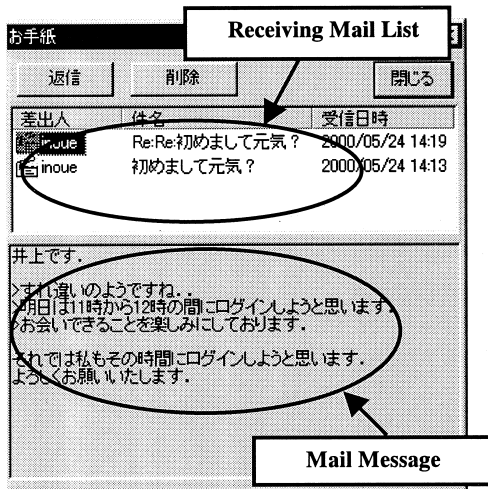 Receiving Mail List
お手紙
返信 削除 閉じる
差出人 件名 受信日時
inoue Re:Re:初めまして元気？ 2000/05/24 14:19
inoue 初めまして元気？ 2000/05/24 14:13
井上です．
>すれ違いのようですね．．
>明日は11時から12時の間にログインしようと思います．
>お会いできることを楽しみにしております．
それでは私もその時間にログインしようと思います．
よろしくお願いいたします．
Mail Message